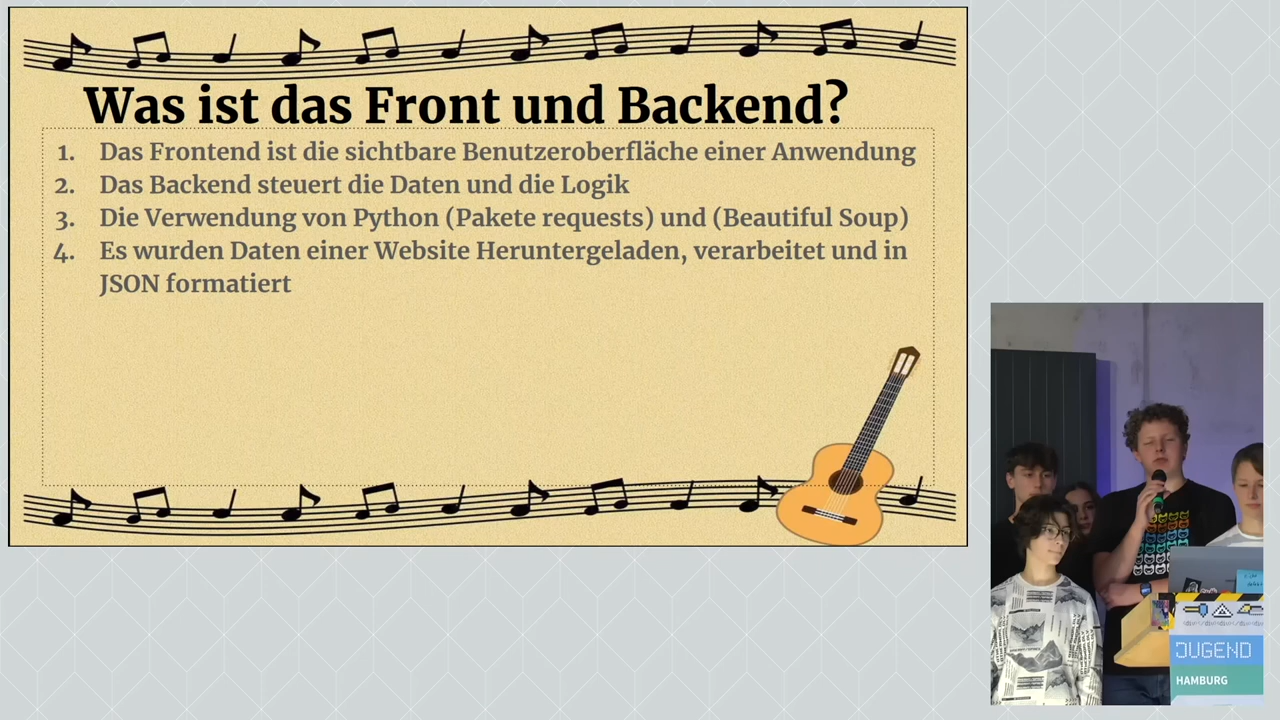 Was ist das Front und Backend?
1. Das Frontend ist die sichtbare Benutzeroberfläche einer Anwendung
2. Das Backend steuert die Daten und die Logik
3. Die Verwendung von Python (Pakete requests) und (Beautiful Soup)
4. Es wurden Daten einer Website Heruntergeladen, verarbeitet und in
JSON formatiert
JUGEND
HAMBURG